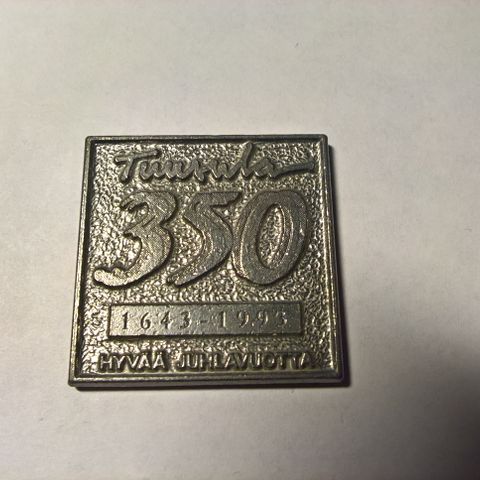 Tuusula
350
1643-1993
HYVÄÄ JUHLAVUOTTA